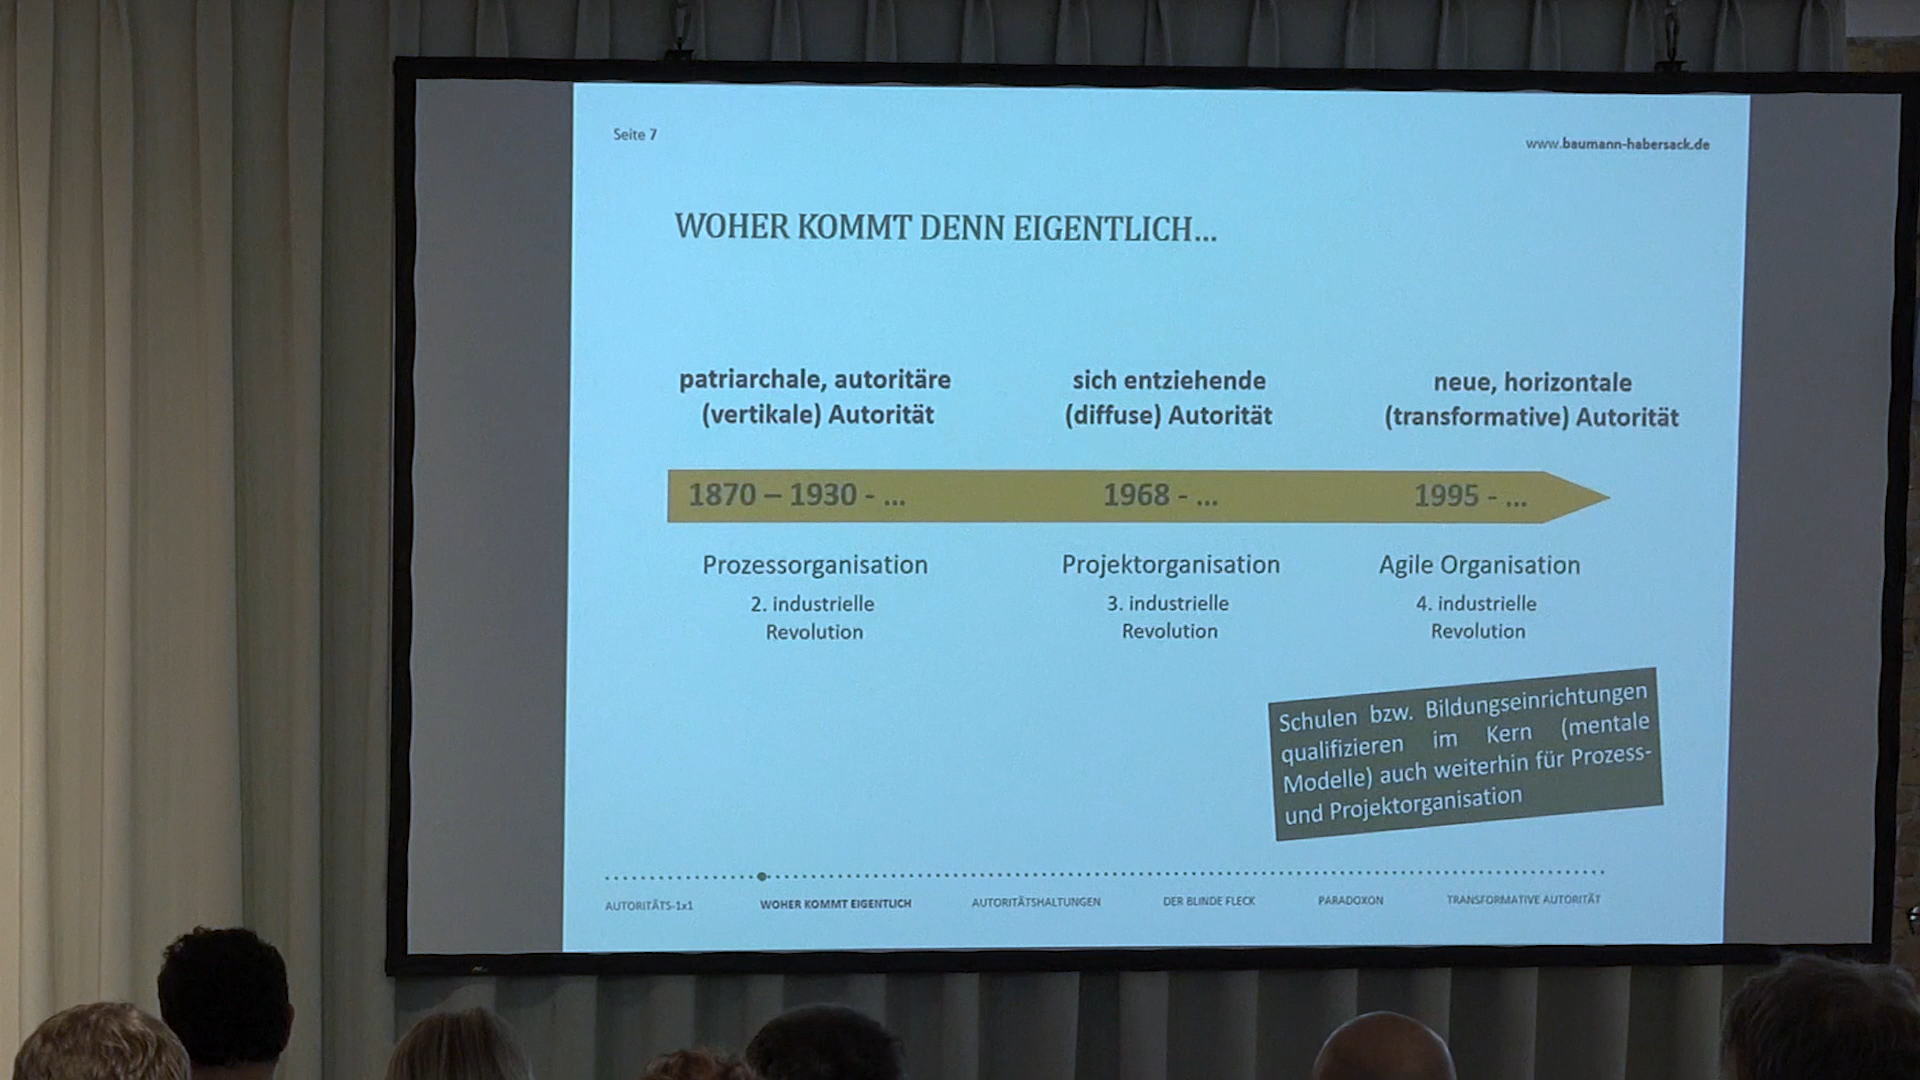 Seite 7
www.baumann-habersack.de
WOHER KOMMT DENN EIGENTLICH...
patriarchale, autoritäre
(vertikale) Autorität
sich entziehende
(diffuse) Autorität
neue, horizontale
(transformative) Autorität
1870 – 1930 - ...
1968 - ...
1995 - ...
Prozessorganisation
2. industrielle
Revolution
Projektorganisation
3. industrielle
Revolution
Agile Organisation
4. industrielle
Revolution
Schulen bzw. Bildungseinrichtungen
qualifizieren im Kern (mentale
Modelle) auch weiterhin für Prozess-
und Projektorganisation
AUTORITÄTS-1x1
WOHER KOMMT EIGENTLICH
AUTORITÄTSHALTUNGEN
DER BLINDE FLECK
PARADOXON
TRANSFORMATIVE AUTORITÄT